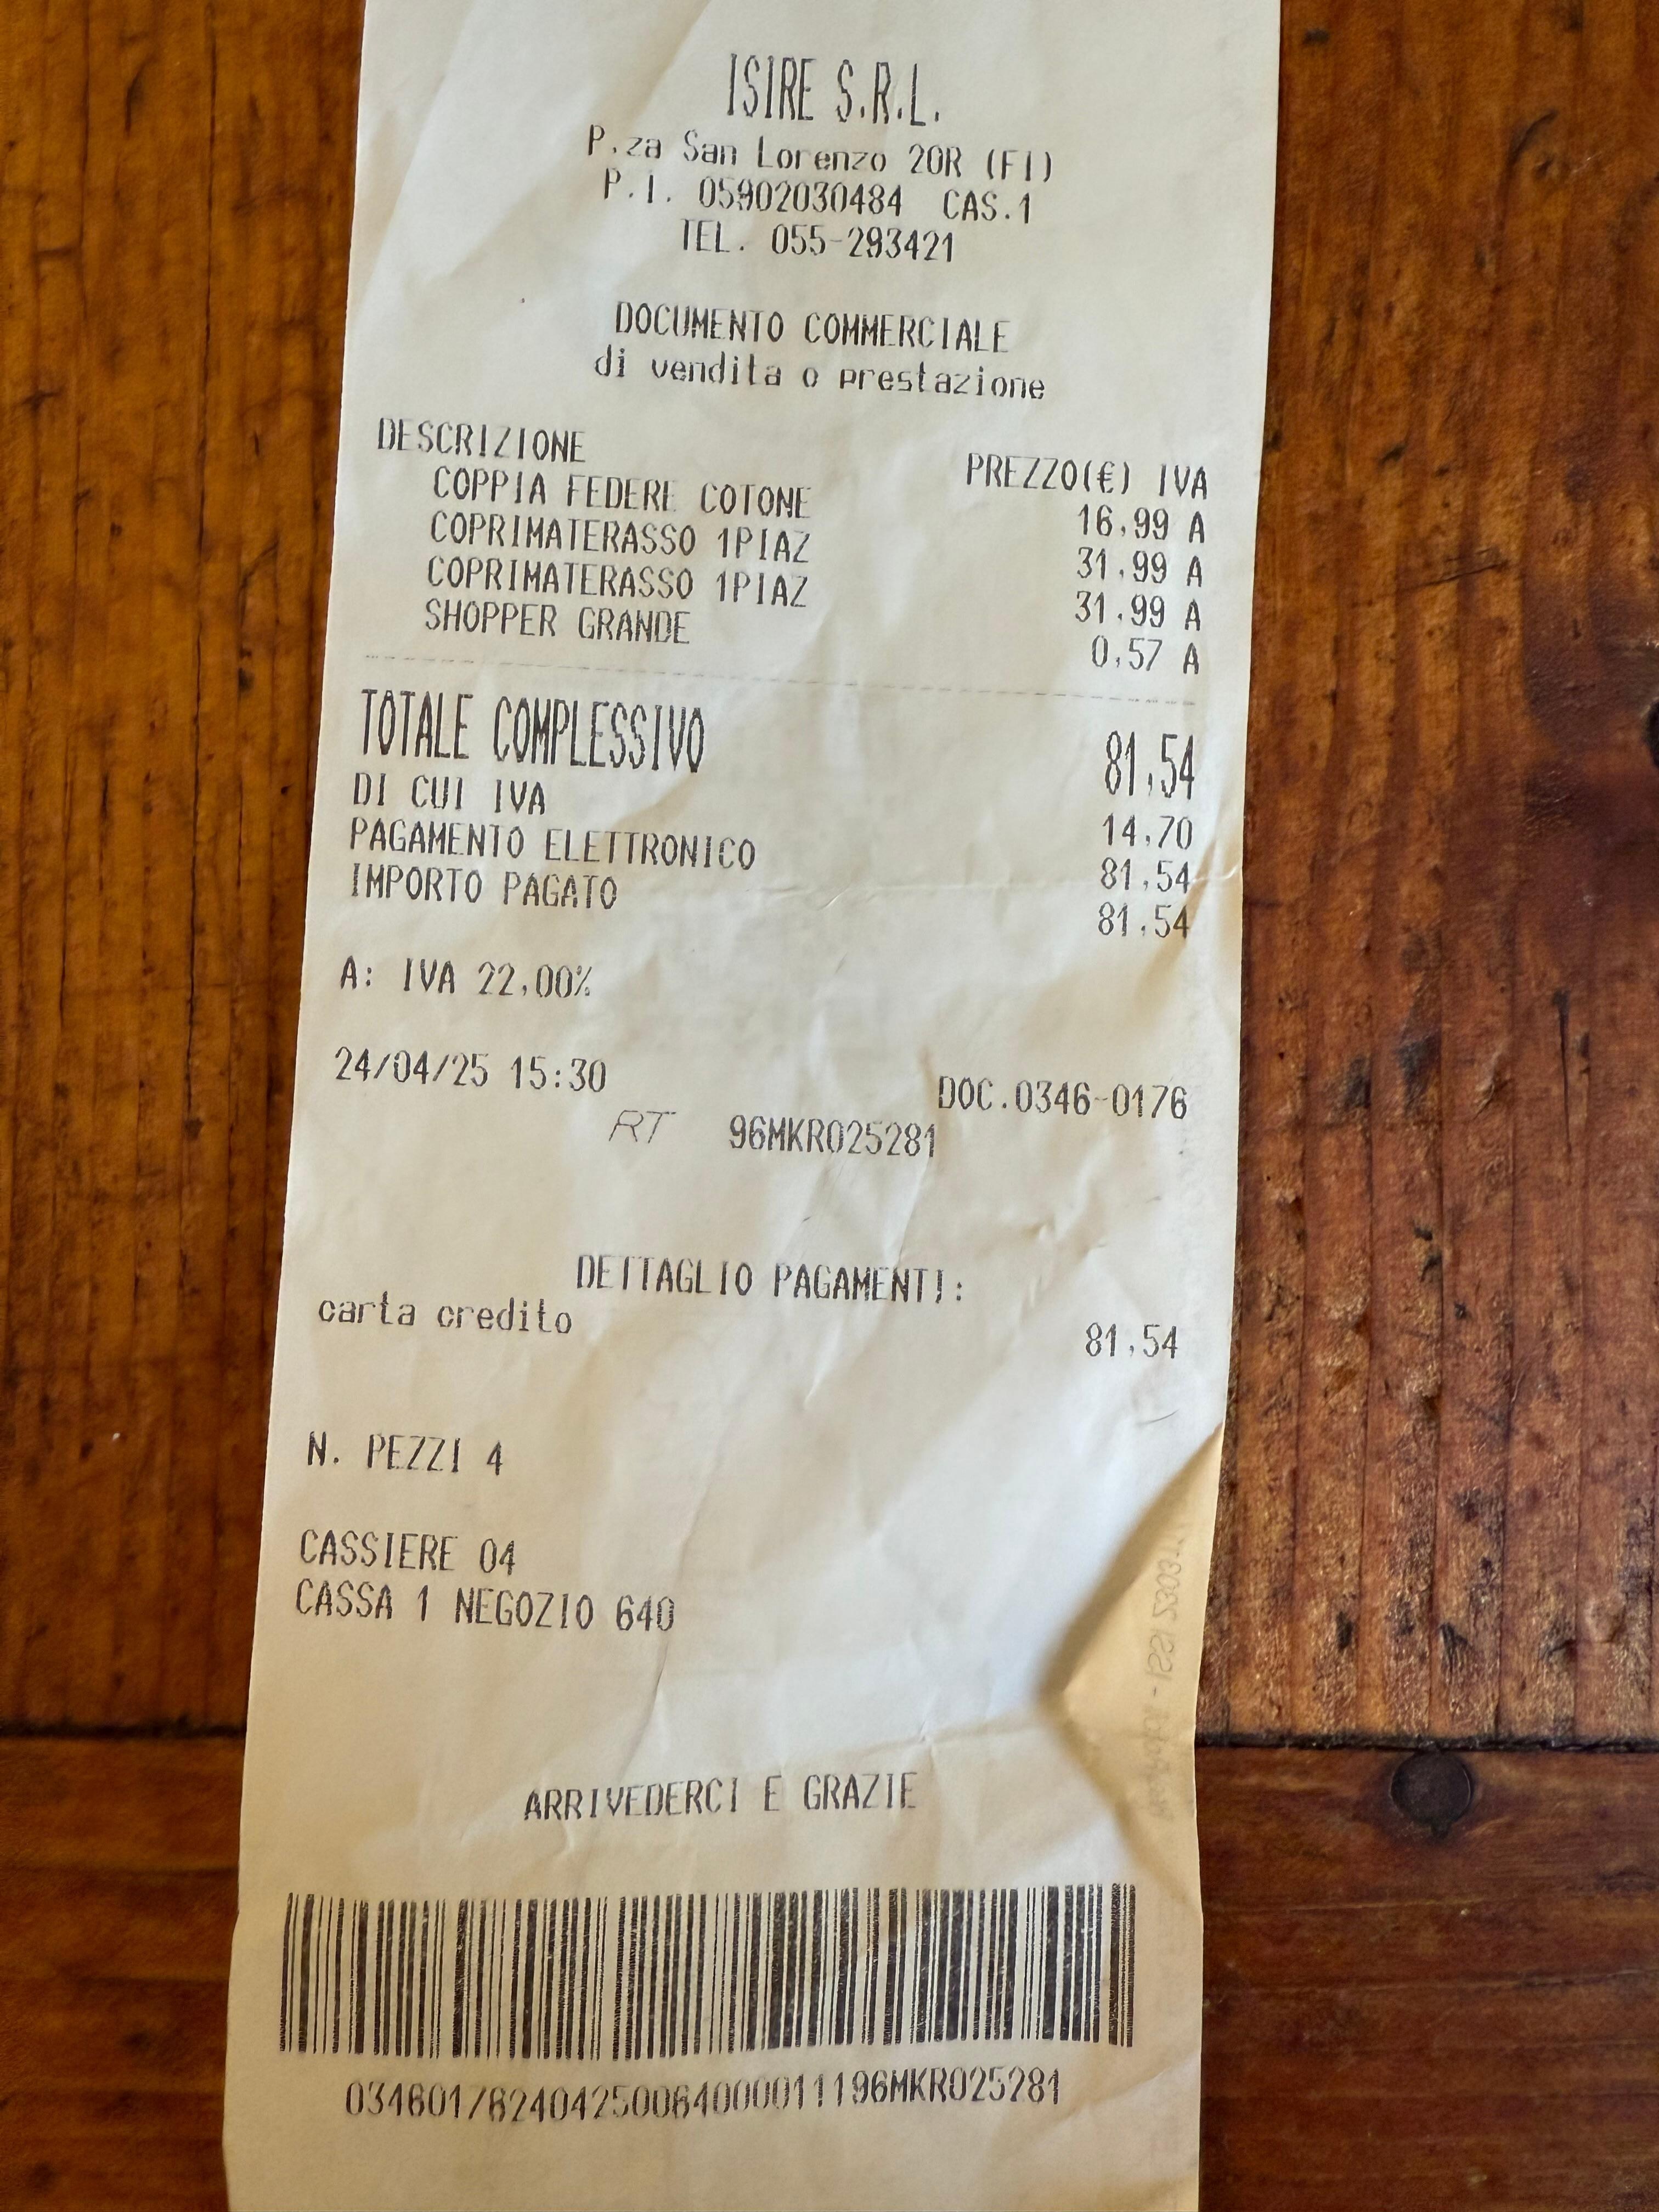 ISIRE S.R.L.
P.za San Lorenzo 20R (FI)
P.I. 05902030484 CAS.1
TEL. 055-293421
DOCUMENTO COMMERCIALE
di vendita o prestazione
DESCRIZIONE PREZZO(€) IVA
COPPIA FEDERE COTONE 16,99 A
COPRIMATERASSO 1PIAZ 31,99 A
COPRIMATERASSO 1PIAZ 31,99 A
SHOPPER GRANDE 0,57 A
TOTALE COMPLESSIVO 81,54
DI CUI IVA 14,70
PAGAMENTO ELETTRONICO 81,54
IMPORTO PAGATO 81,54
A: IVA 22,00%
24/04/25 15:30 DOC.0346-0176
RT 96MKR025281
DETTAGLIO PAGAMENTI:
carta credito 81,54
N. PEZZI 4
CASSIERE 04
CASSA 1 NEGOZIO 640
ARRIVEDERCI E GRAZIE
034601762404250064000011196MKR025281